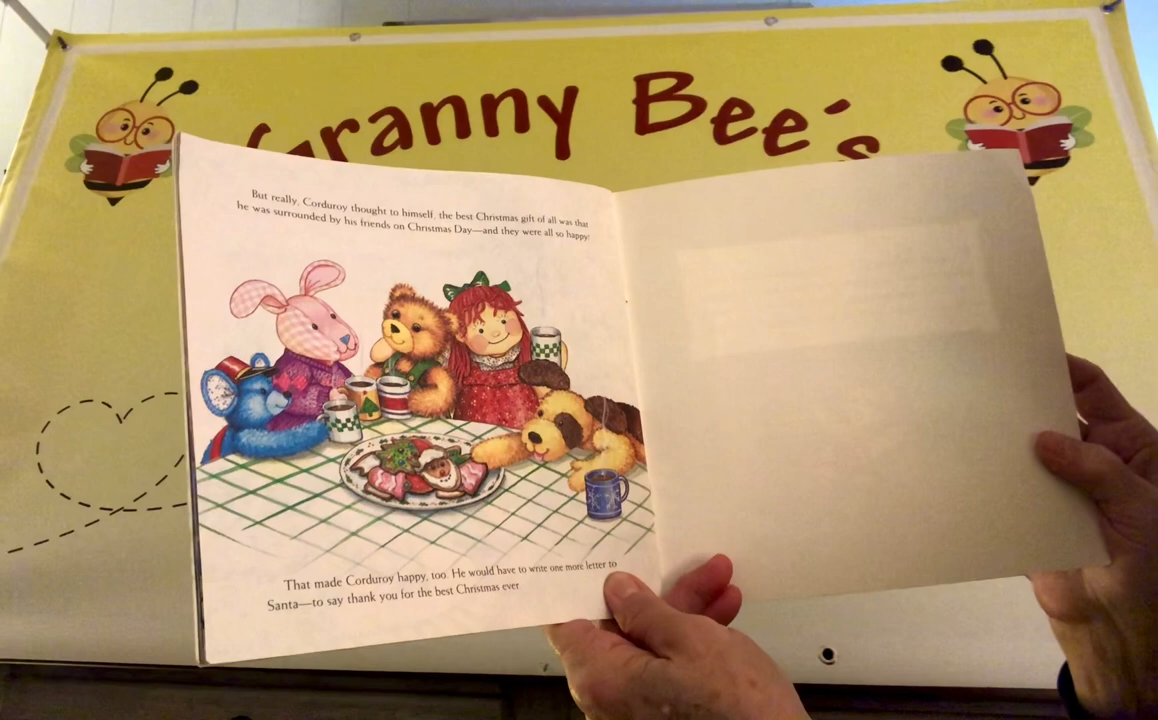 Granny Bee's
But really, Corduroy thought to himself, the best Christmas gift of all was that
he was surrounded by his friends on Christmas Day—and they were all so happy!
That made Corduroy happy, too. He would have to write one more letter to
Santa—to say thank you for the best Christmas ever.